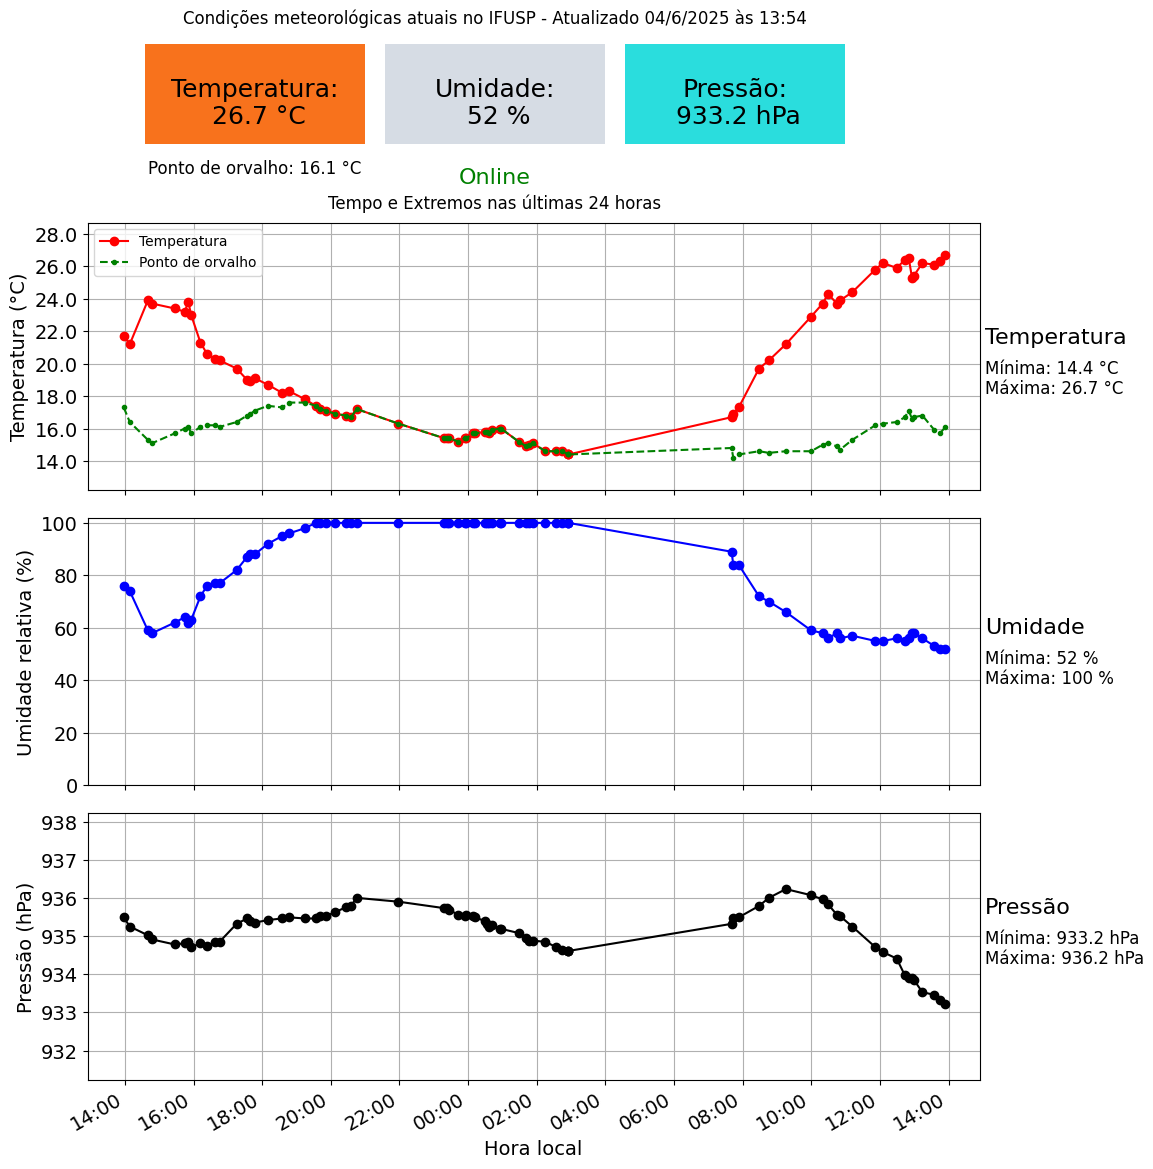 Condições meteorológicas atuais no IFUSP - Atualizado 04/6/2025 às 13:54
Temperatura:
26.7 °C
Umidade:
52 %
Pressão:
933.2 hPa
Ponto de orvalho: 16.1 °C
Online
Tempo e Extremos nas últimas 24 horas
Temperatura (°C)
28.0
26.0
24.0
22.0
20.0
18.0
16.0
14.0
Temperatura
Ponto de orvalho
Temperatura
Mínima: 14.4 °C
Máxima: 26.7 °C
Umidade relativa (%)
100
80
60
40
20
0
Umidade
Mínima: 52 %
Máxima: 100 %
Pressão (hPa)
938
937
936
935
934
933
932
Pressão
Mínima: 933.2 hPa
Máxima: 936.2 hPa
14:00 16:00 18:00 20:00 22:00 00:00 02:00 04:00 06:00 08:00 10:00 12:00 14:00
Hora local